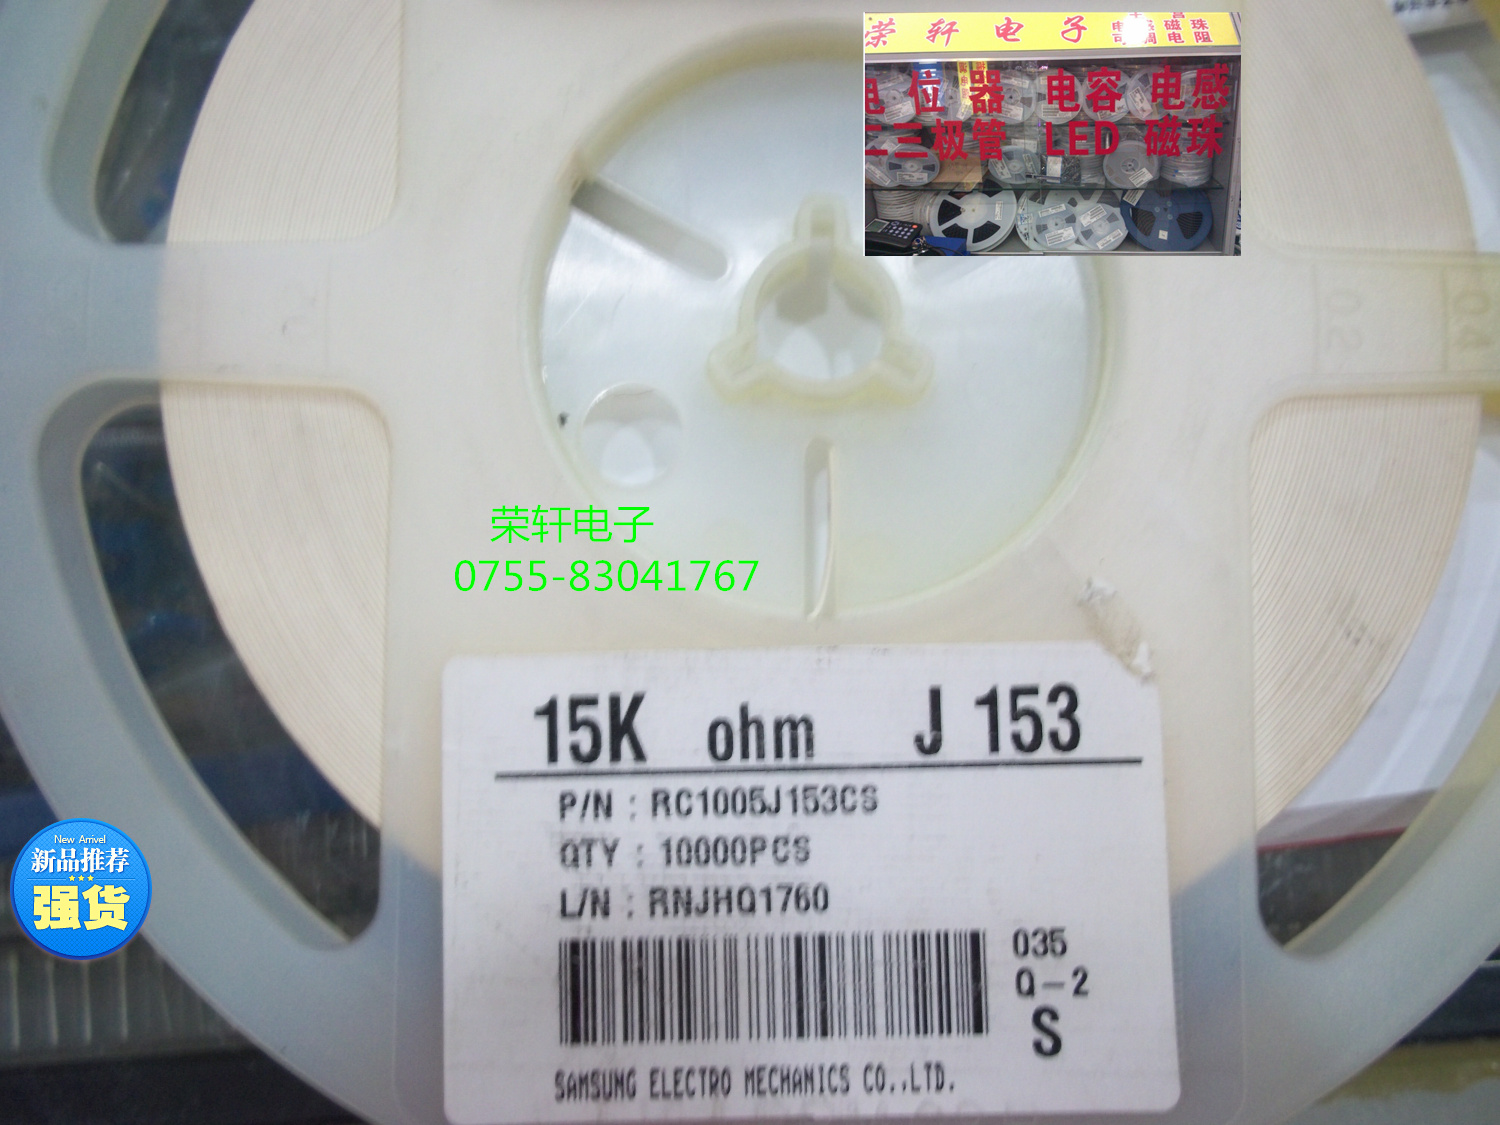 荣轩电子
电位器 电容电感
二三极管 LED 磁珠
02
荣轩电子
0755-83041767
15K ohm J 153
P/N : RC1005J153CS
QTY : 10000PCS
L/N : RNJHQ1760
035
Q-2
S
SAMSUNG ELECTRO MECHANICS CO.,LTD.
New Arrivel
新品推荐
强货